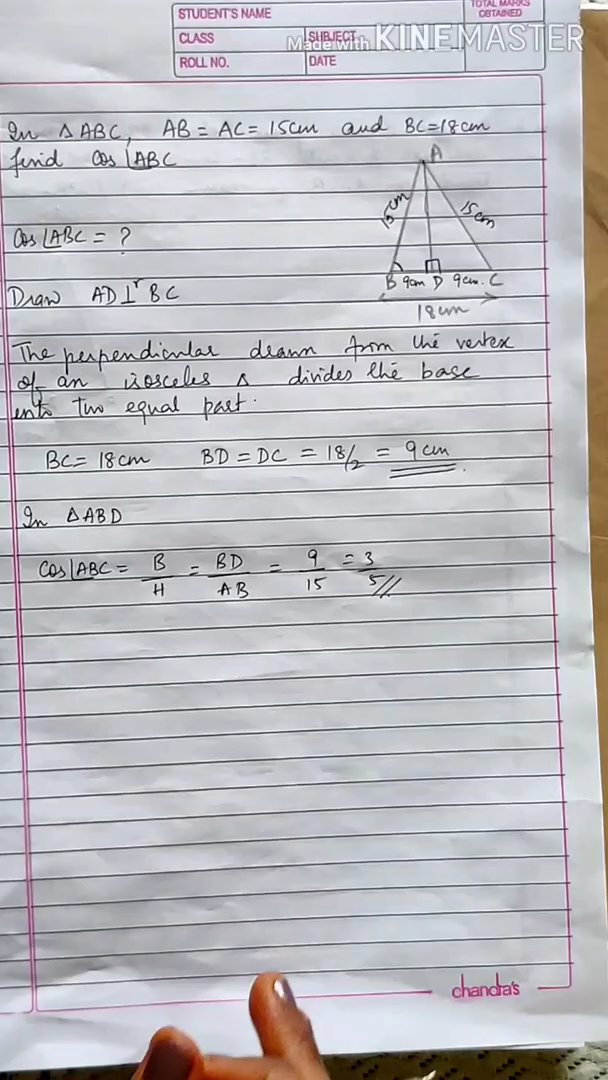 TOTAL MARKS
OBTAINED
STUDENT'S NAME
CLASS
SUBJECT
ROLL NO.
DATE
Made with KINEMASTER
In ΔABC, AB = AC = 15cm and BC=18cm
find Cos∠ABC
A
15cm
15cm
B 9cm D 9cm. C
18cm
Cos∠ABC = ?
Draw AD⊥r BC
The perpendicular drawn from the vertex
of an isosceles Δ divides the base
into two equal part.
BC= 18cm BD = DC = 18/2 = 9cm.
In ΔABD
Cos∠ABC = B/H = BD/AB = 9/15 = 3/5//
chandra's